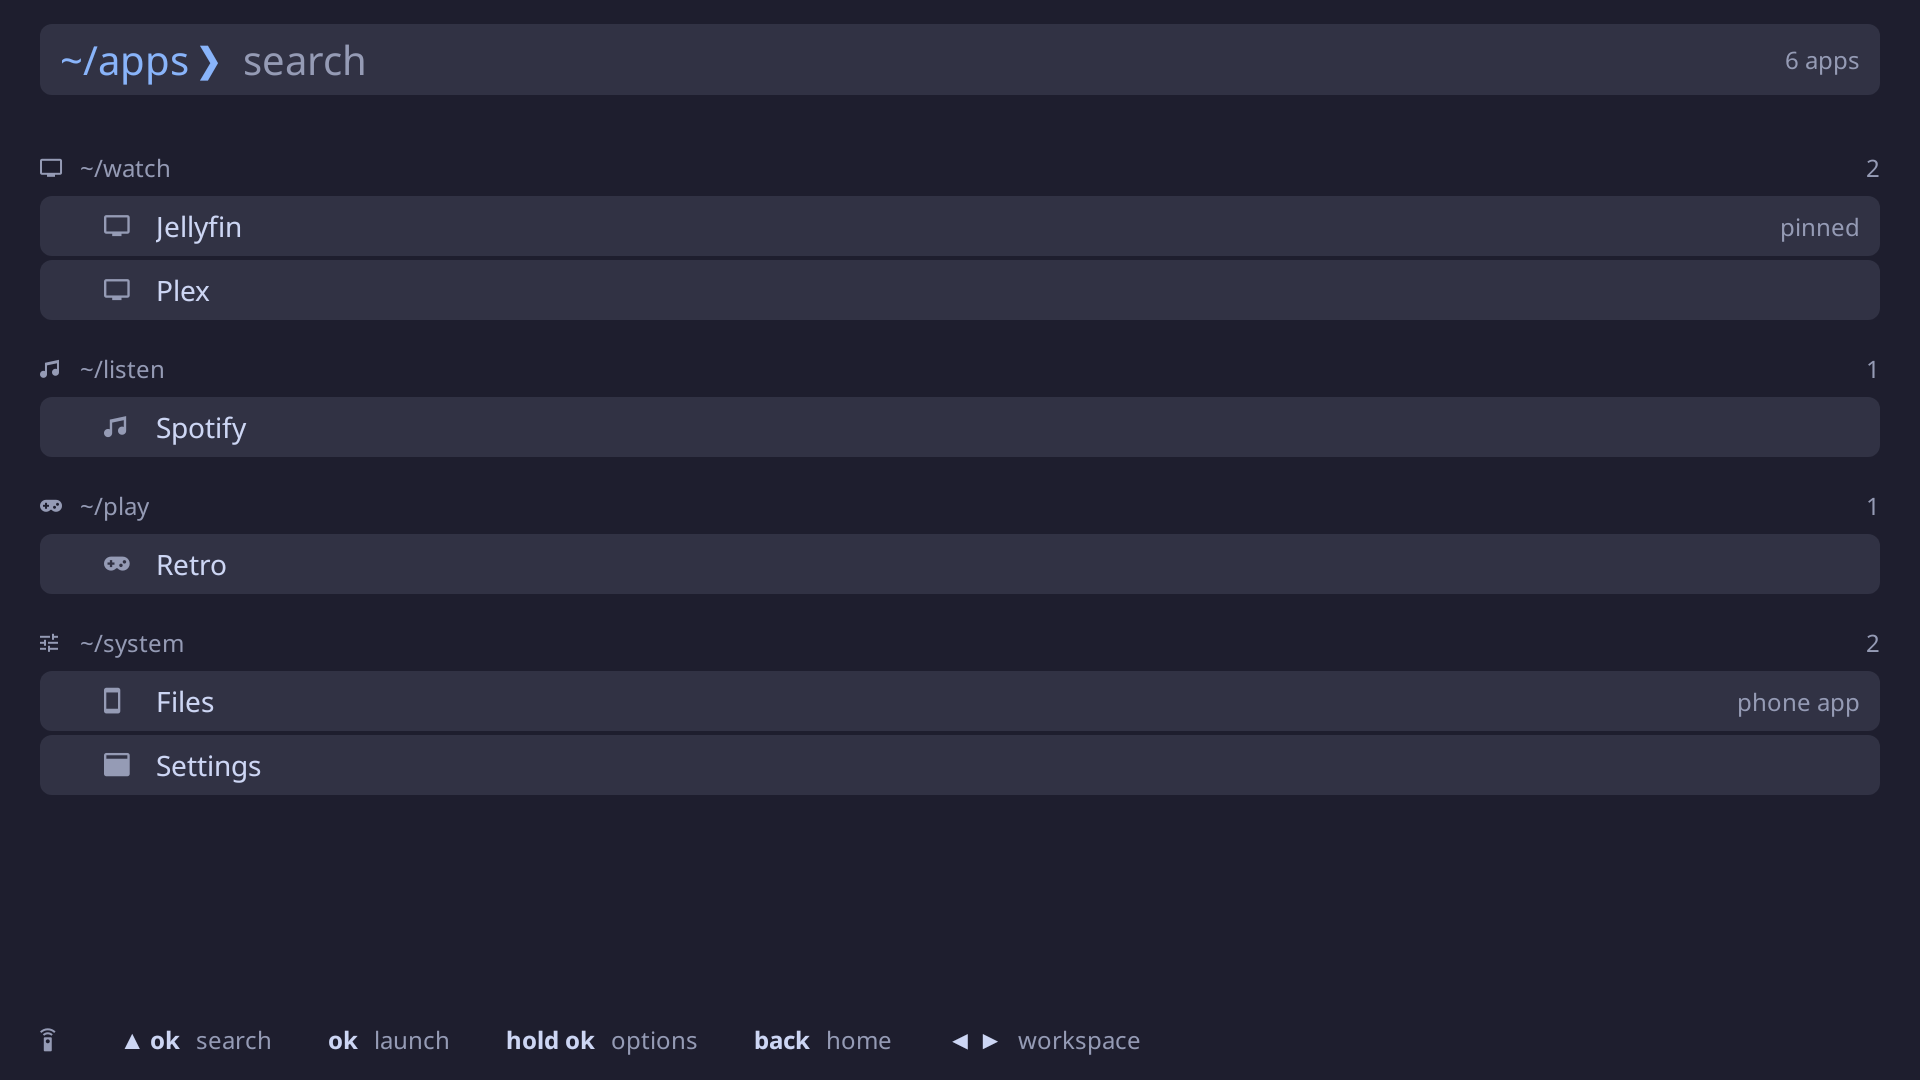 ~/apps❯ search 6 apps
~/watch 2
Jellyfin pinned
Plex
~/listen 1
Spotify
~/play 1
Retro
~/system 2
Files phone app
Settings
▲ ok search ok launch hold ok options back home ◀ ▶ workspace